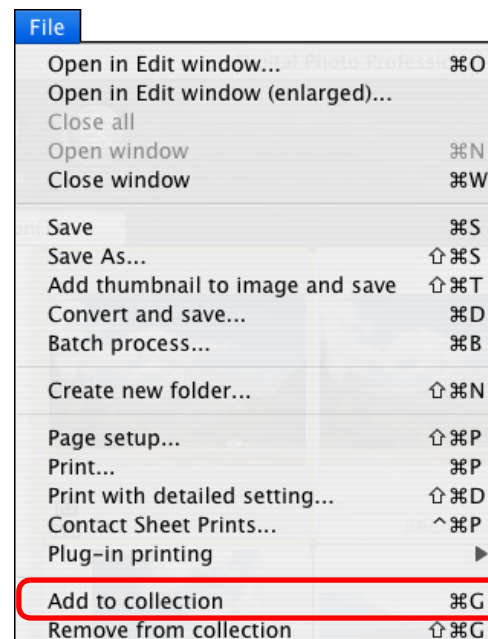 File
Open in Edit window... ⌘O
Open in Edit window (enlarged)...
Close all
Open window ⌘N
Close window ⌘W
Save ⌘S
Save As... ⇧⌘S
Add thumbnail to image and save ⇧⌘T
Convert and save... ⌘D
Batch process... ⌘B
Create new folder... ⇧⌘N
Page setup... ⇧⌘P
Print... ⌘P
Print with detailed setting... ⇧⌘D
Contact Sheet Prints... ^⌘P
Plug-in printing ▶
Add to collection ⌘G
Remove from collection ⇧⌘G